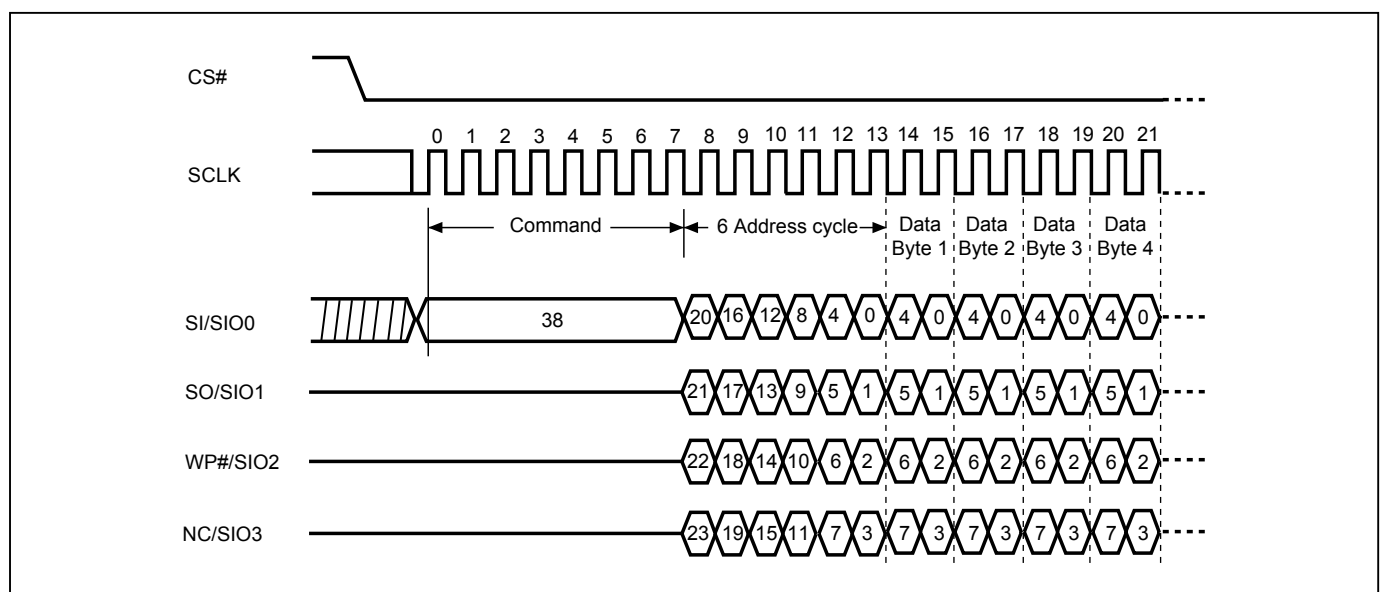 CS#
0 1 2 3 4 5 6 7 8 9 10 11 12 13 14 15 16 17 18 19 20 21
SCLK
Command 6 Address cycle Data Data Data Data
Byte 1 Byte 2 Byte 3 Byte 4
SI/SIO0 38 20 16 12 8 4 0 4 0 4 0 4 0 4 0
SO/SIO1 21 17 13 9 5 1 5 1 5 1 5 1 5 1
WP#/SIO2 22 18 14 10 6 2 6 2 6 2 6 2 6 2
NC/SIO3 23 19 15 11 7 3 7 3 7 3 7 3 7 3